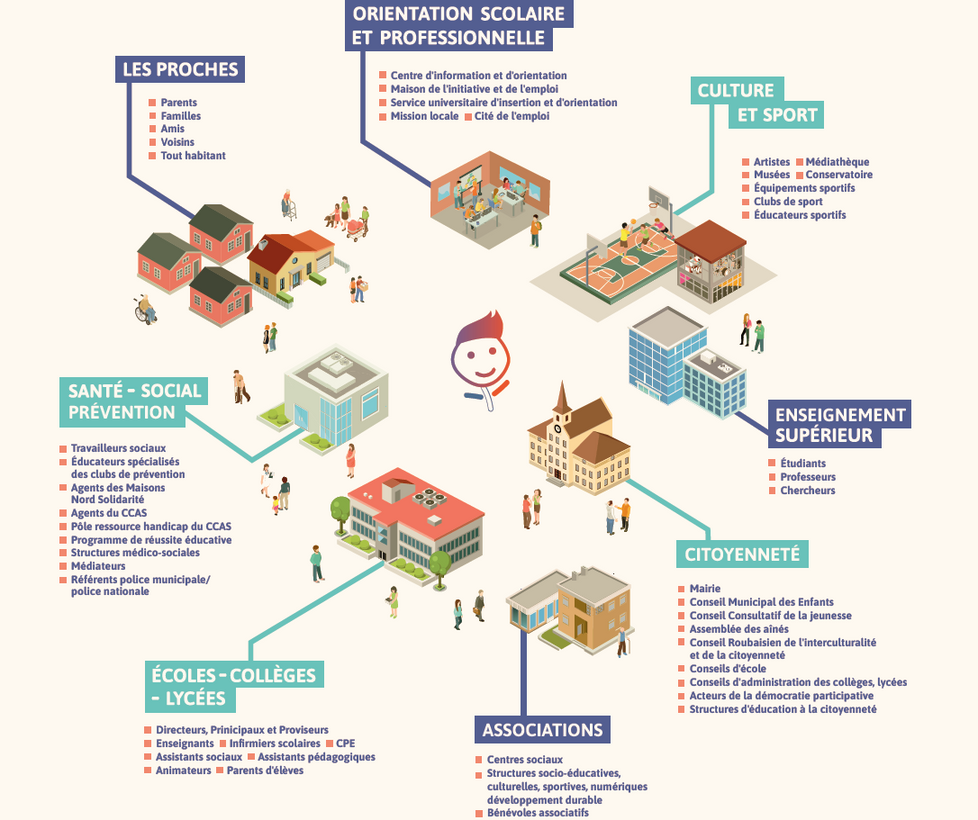 ORIENTATION SCOLAIRE
ET PROFESSIONNELLE
Centre d'information et d'orientation
Maison de l'initiative et de l'emploi
Service universitaire d'insertion et d'orientation
Mission locale Cité de l'emploi
LES PROCHES
Parents
Familles
Amis
Voisins
Tout habitant
CULTURE
ET SPORT
Artistes Médiathèque
Musées Conservatoire
Équipements sportifs
Clubs de sport
Éducateurs sportifs
SANTÉ - SOCIAL
PRÉVENTION
Travailleurs sociaux
Éducateurs spécialisés
des clubs de prévention
Agents des Maisons
Nord Solidarité
Agents du CCAS
Pôle ressource handicap du CCAS
Programme de réussite éducative
Structures médico-sociales
Médiateurs
Référents police municipale/
police nationale
ENSEIGNEMENT
SUPÉRIEUR
Étudiants
Professeurs
Chercheurs
CITOYENNETÉ
Mairie
Conseil Municipal des Enfants
Conseil Consultatif de la jeunesse
Assemblée des aînés
Conseil Roubaisien de l'interculturalité
et de la citoyenneté
Conseils d'école
Conseils d'administration des collèges, lycées
Acteurs de la démocratie participative
Structures d'éducation à la citoyenneté
ÉCOLES - COLLÈGES
- LYCÉES
Directeurs, Prinicipaux et Proviseurs
Enseignants Infirmiers scolaires CPE
Assistants sociaux Assistants pédagogiques
Animateurs Parents d'élèves
ASSOCIATIONS
Centres sociaux
Structures socio-éducatives,
culturelles, sportives, numériques
développement durable
Bénévoles associatifs